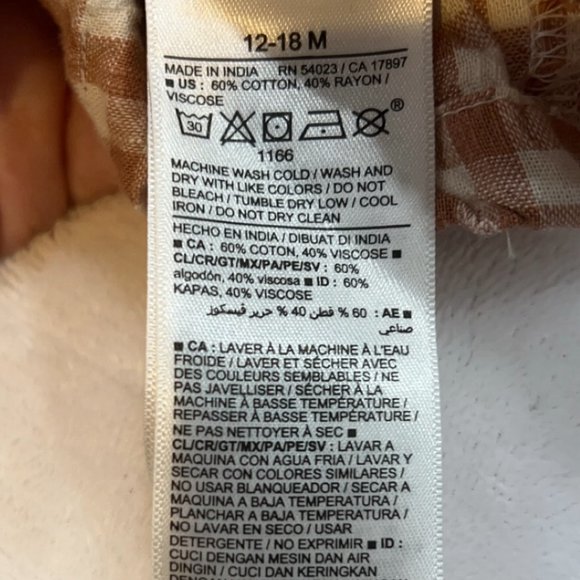 12-18 M
MADE IN INDIA RN 54023 / CA 17897
■ US : 60% COTTON, 40% RAYON /
VISCOSE
30
®
1166
MACHINE WASH COLD / WASH AND
DRY WITH LIKE COLORS / DO NOT
BLEACH / TUMBLE DRY LOW / COOL
IRON / DO NOT DRY CLEAN
HECHO EN INDIA / DIBUAT DI INDIA
■ CA : 60% COTON, 40% VISCOSE ■
CL/CR/GT/MX/PA/PE/SV : 60%
algodón, 40% viscosa ■ ID : 60%
KAPAS, 40% VISCOSE
■ AE : 60 % قطن 40 % حرير فيسكوز
صناعي
■ CA : LAVER À LA MACHINE À L'EAU
FROIDE / LAVER ET SÉCHER AVEC
DES COULEURS SEMBLABLES / NE
PAS JAVELLISER / SÉCHER À LA
MACHINE À BASSE TEMPÉRATURE /
REPASSER À BASSE TEMPÉRATURE /
NE PAS NETTOYER À SEC ■
CL/CR/GT/MX/PA/PE/SV : LAVAR A
MAQUINA CON AGUA FRIA / LAVAR Y
SECAR CON COLORES SIMILARES /
NO USAR BLANQUEADOR / SECAR A
MAQUINA A BAJA TEMPERATURA /
PLANCHAR A BAJA TEMPERATURA /
NO LAVAR EN SECO / USAR
DETERGENTE / NO EXPRIMIR ■ ID :
CUCI DENGAN MESIN DAN AIR
DINGIN / CUCI DAN KERINGKAN